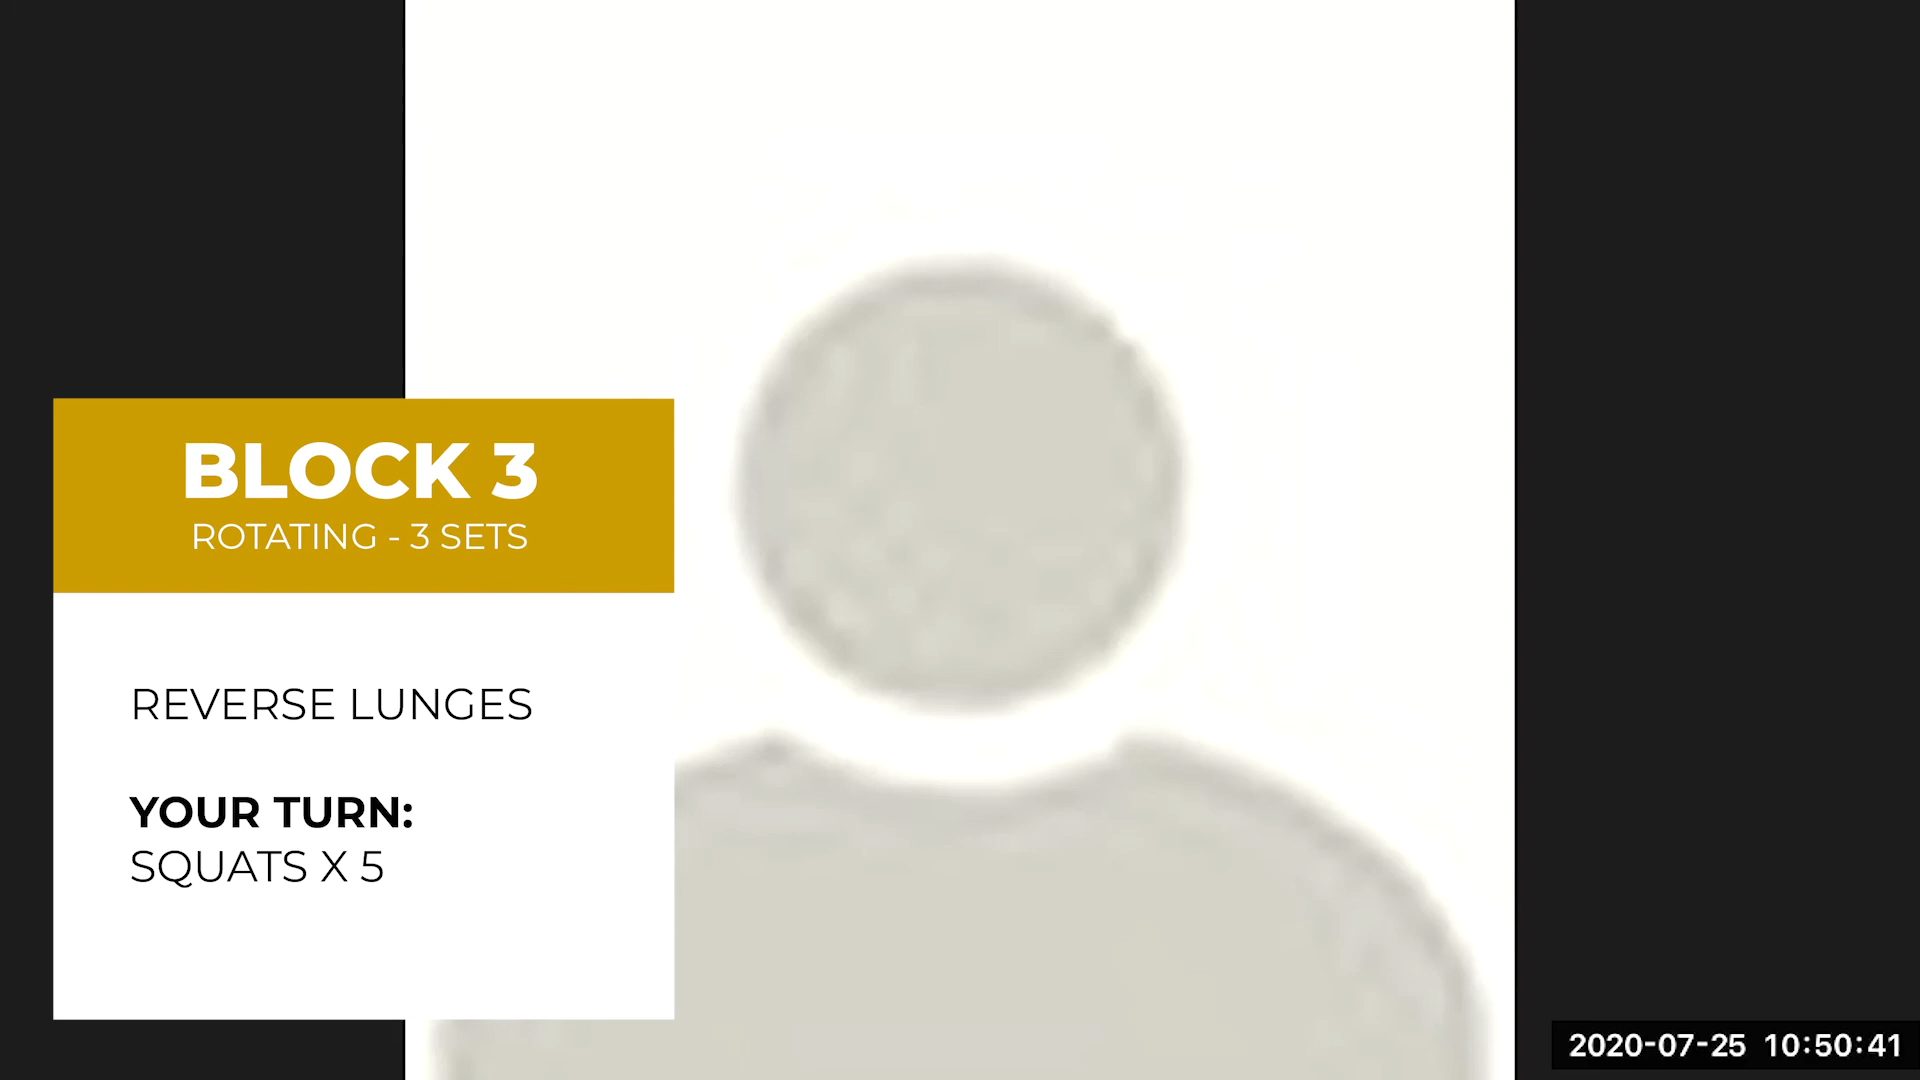 BLOCK 3
ROTATING - 3 SETS
REVERSE LUNGES
YOUR TURN:
SQUATS X 5
2020-07-25 10:50:41